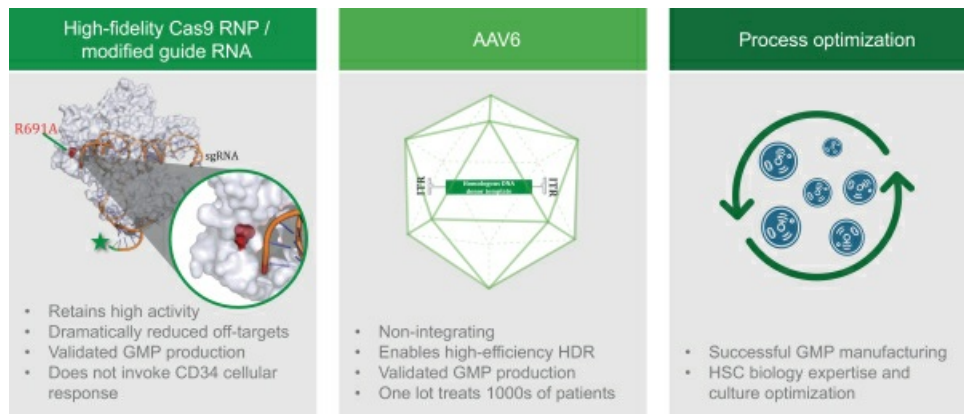 High-fidelity Cas9 RNP /
modified guide RNA
R691A
sgRNA
• Retains high activity
• Dramatically reduced off-targets
• Validated GMP production
• Does not invoke CD34 cellular
response
AAV6
ITR
Homologous DNA
donor template
ITR
• Non-integrating
• Enables high-efficiency HDR
• Validated GMP production
• One lot treats 1000s of patients
Process optimization
• Successful GMP manufacturing
• HSC biology expertise and
culture optimization